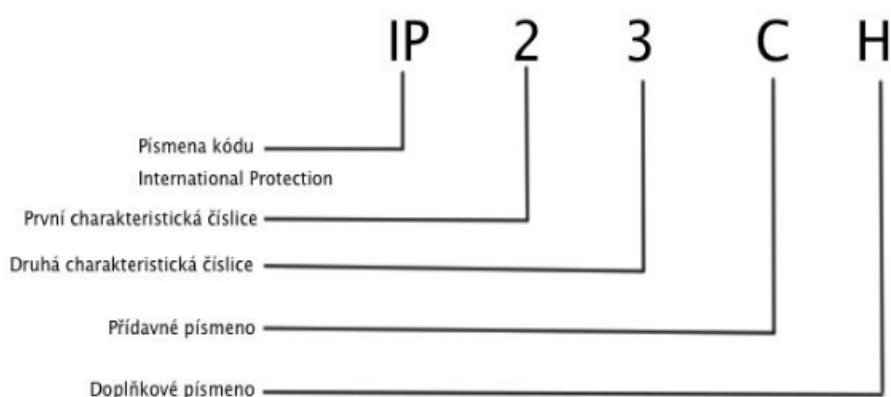 IP 2 3 C H
Písmena kódu
International Protection
První charakteristická číslice
Druhá charakteristická číslice
Přídavné písmeno
Doplňkové písmeno